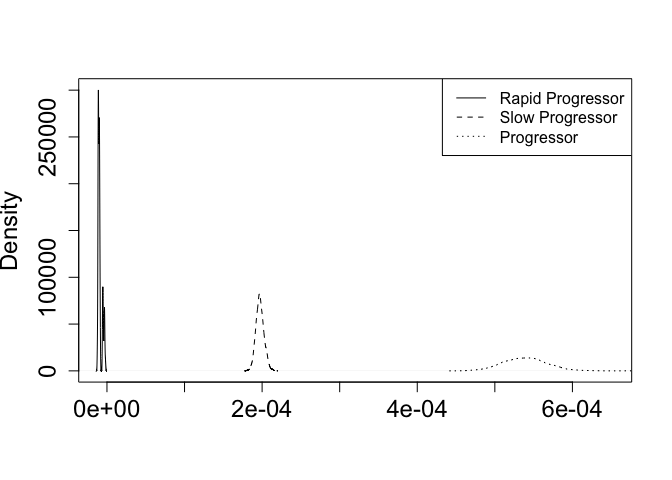 Rapid Progressor
Slow Progressor
Progressor
Density
250000
100000
0
0e+00 2e-04 4e-04 6e-04